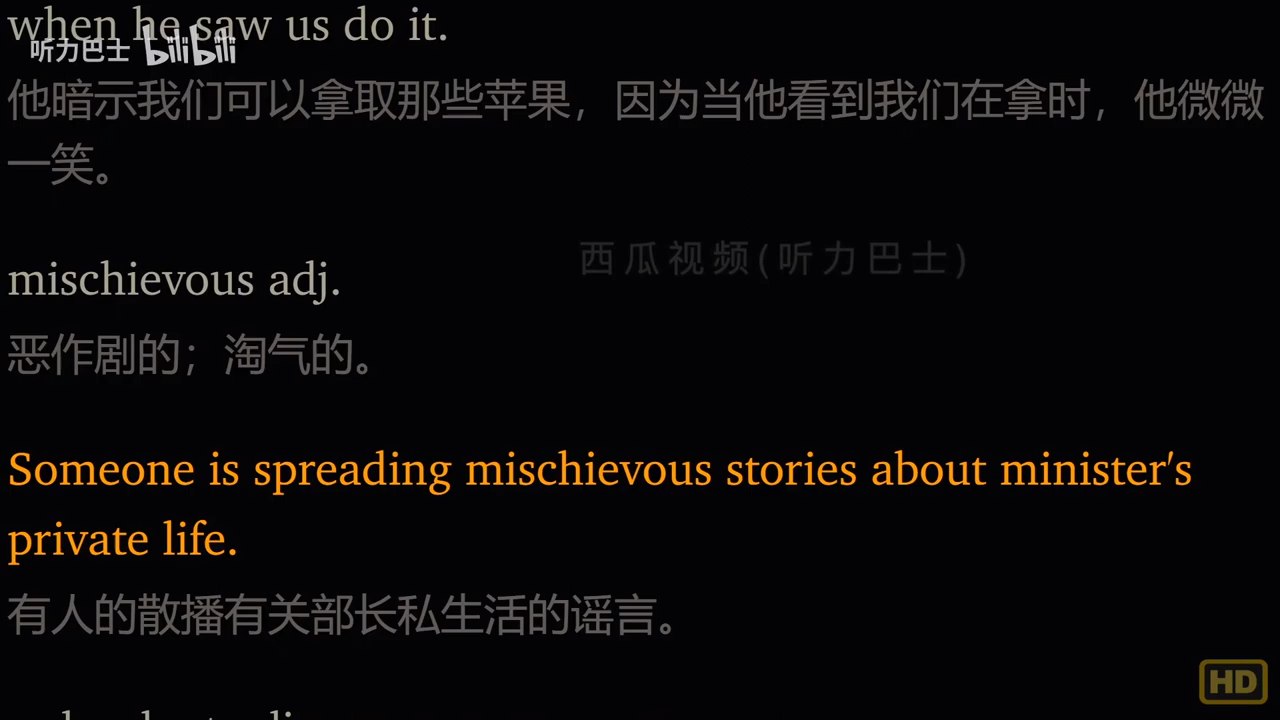 when he saw us do it.
听力巴士 bilibili
他暗示我们可以拿取那些苹果，因为当他看到我们在拿时，他微微
一笑。
西瓜视频(听力巴士)
mischievous adj.
恶作剧的；淘气的。
Someone is spreading mischievous stories about minister's
private life.
有人的散播有关部长私生活的谣言。
HD